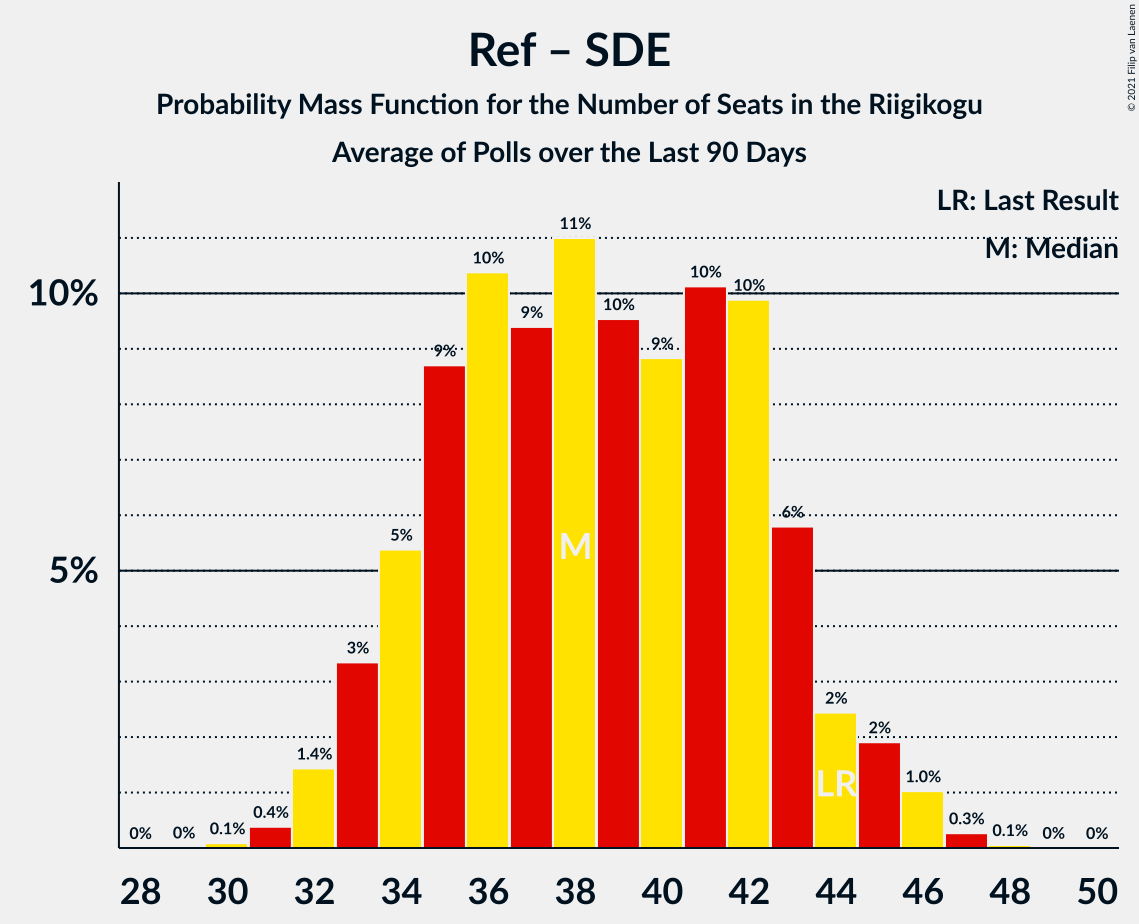 Ref – SDE
Probability Mass Function for the Number of Seats in the Riigikogu
Average of Polls over the Last 90 Days
© 2021 Filip van Laenen
LR: Last Result
M: Median
10%
5%
0%
0%
0.1%
0.4%
1.4%
3%
5%
9%
10%
9%
11%
10%
9%
10%
10%
6%
2%
2%
1.0%
0.3%
0.1%
0%
0%
M
LR
28 30 32 34 36 38 40 42 44 46 48 50